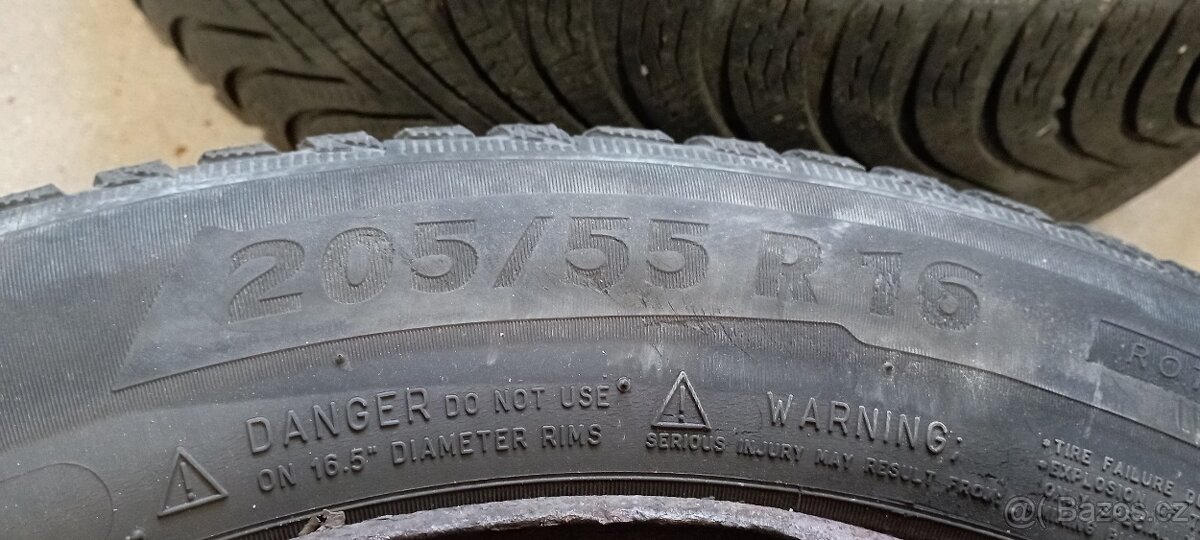 205/55 R 16
DANGER DO NOT USE
ON 16.5" DIAMETER RIMS
WARNING:
SERIOUS INJURY MAY RESULT FROM:
•TIRE FAILURE
•EXPLOSION
Bazos.cz